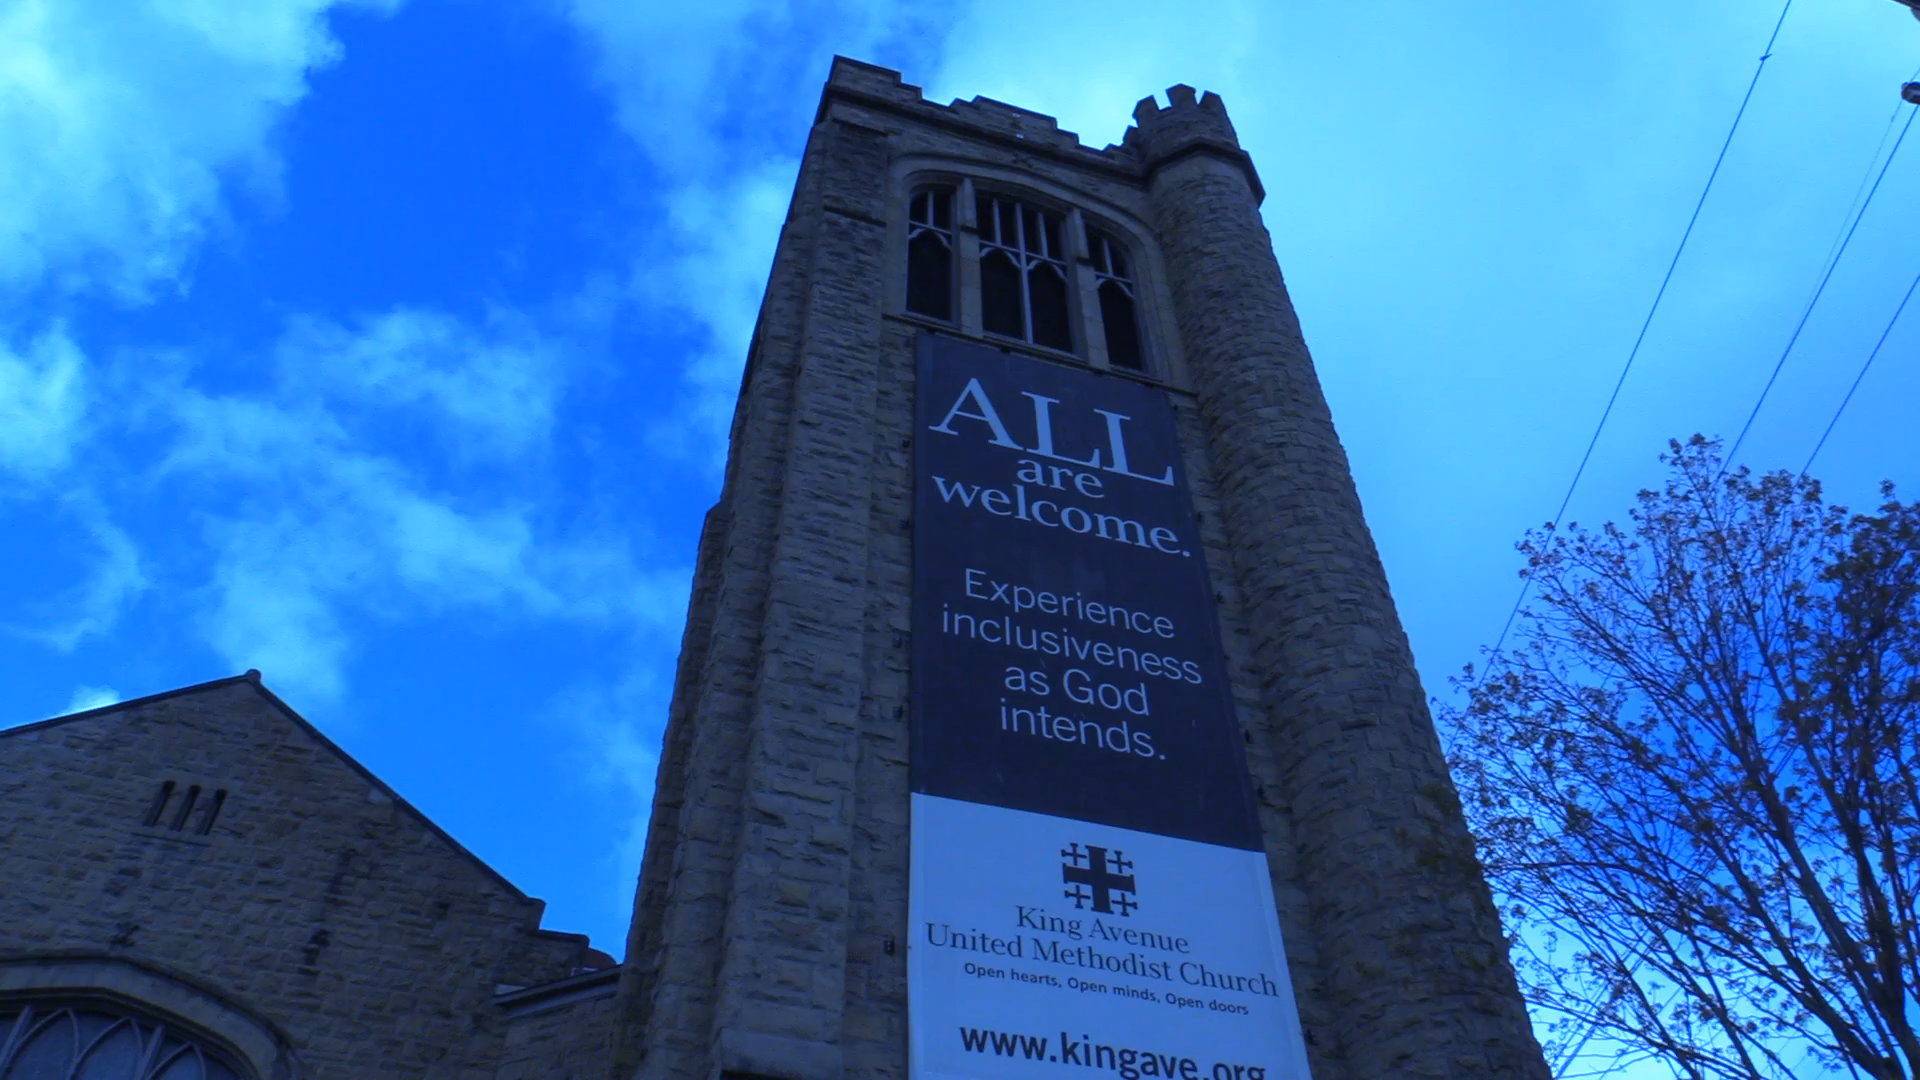 ALL
are
welcome.
Experience
inclusiveness
as God
intends.
King Avenue
United Methodist Church
Open hearts, Open minds, Open doors
www.kingave.org